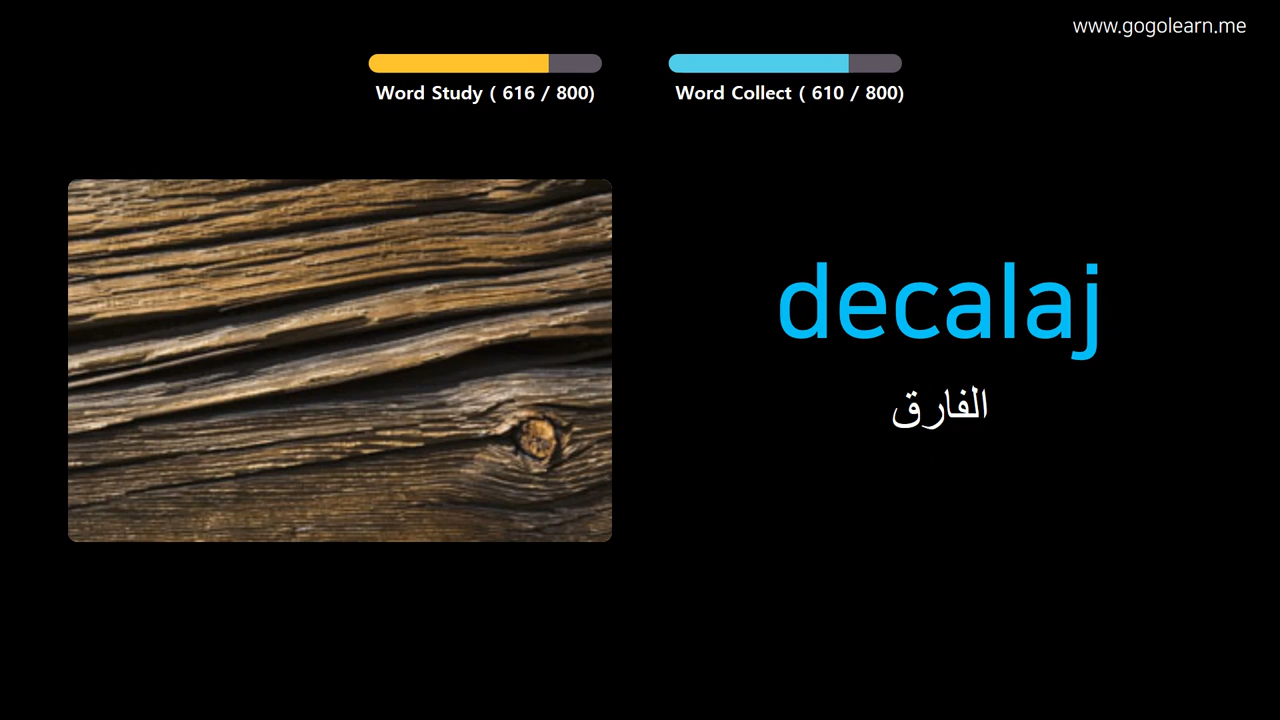 www.gogolearn.me
Word Study ( 616 / 800)
Word Collect ( 610 / 800)
decalaj
الفارق